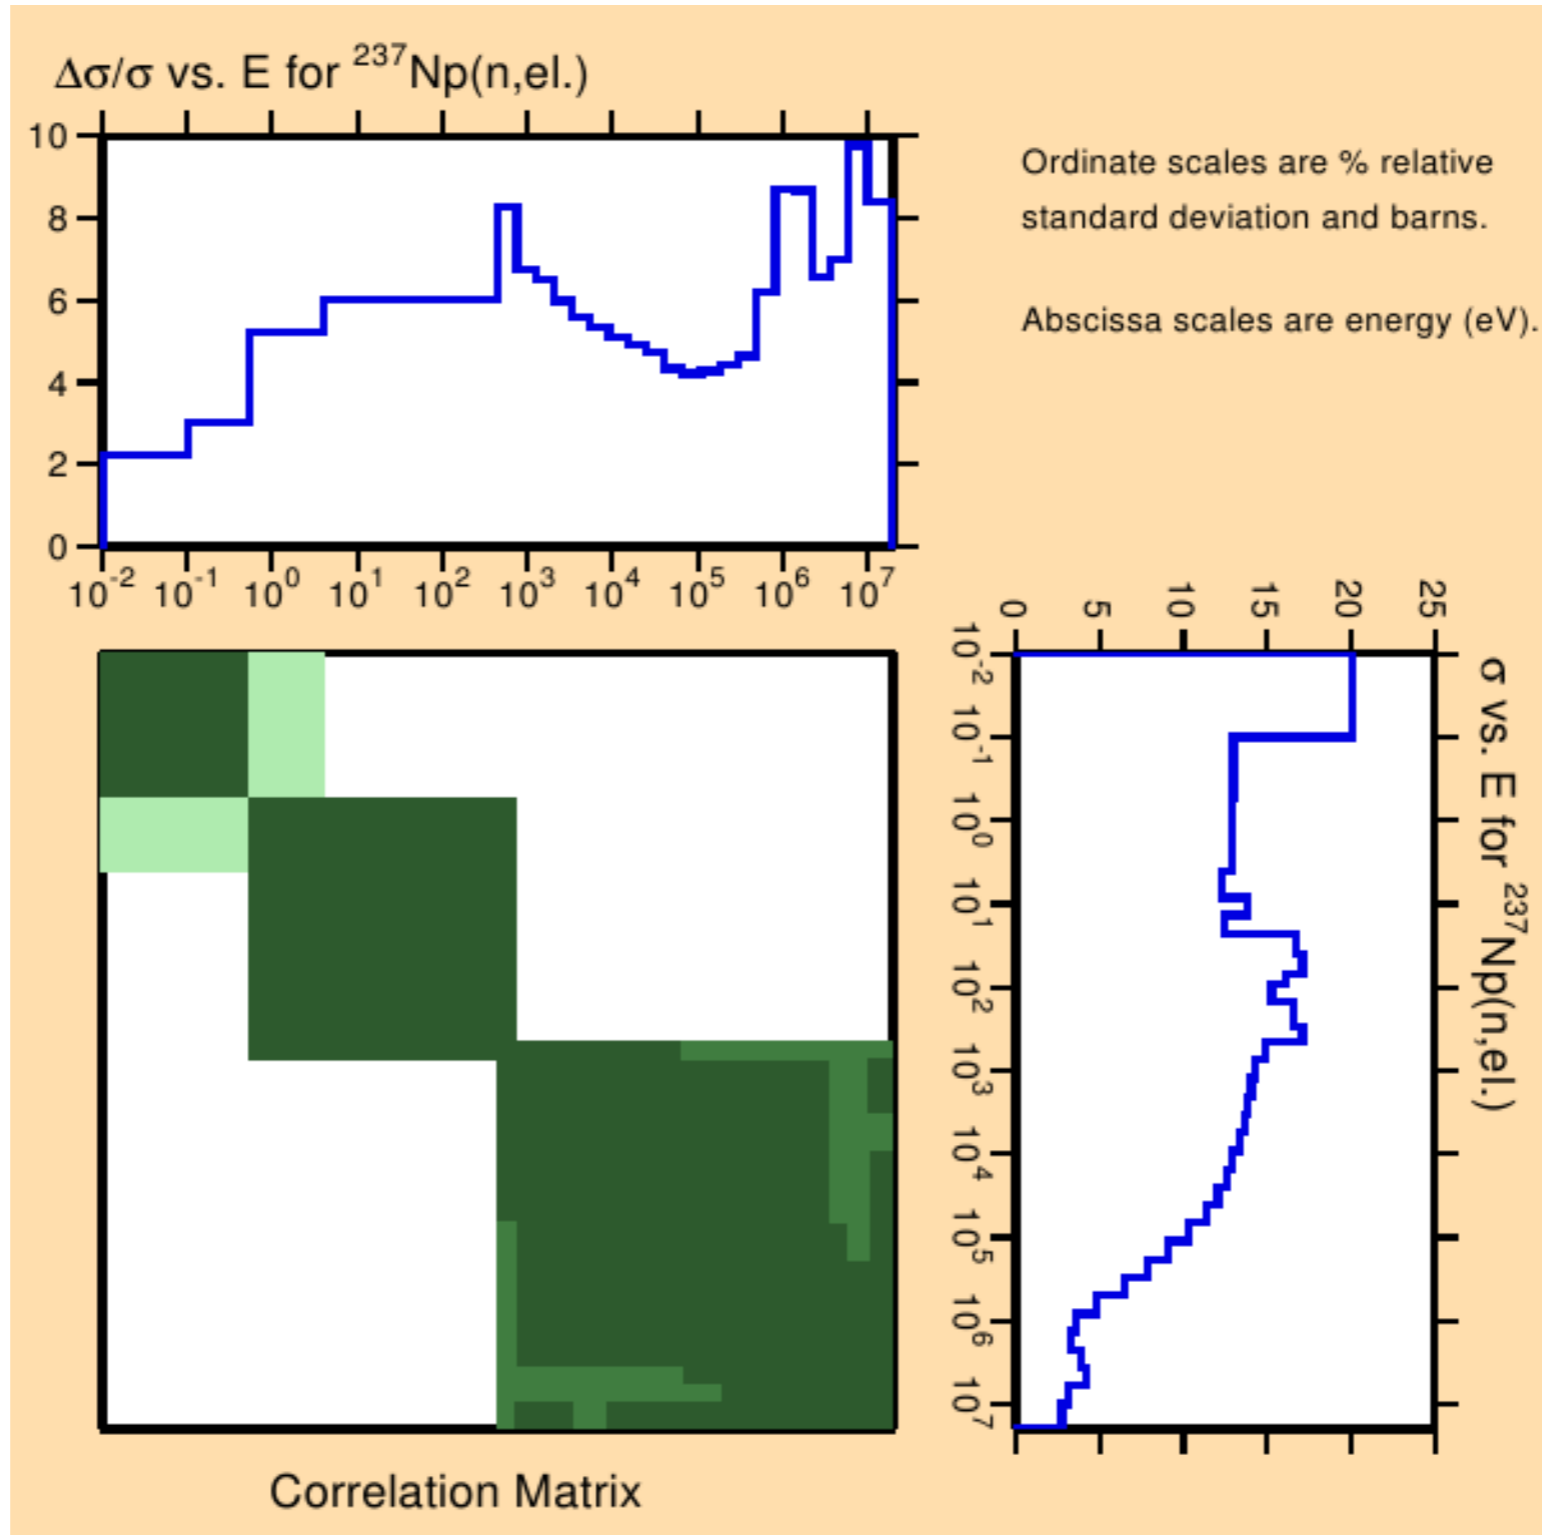 Δσ/σ vs. E for ²³⁷Np(n,el.)
10
8
6
4
2
0
10⁻² 10⁻¹ 10⁰ 10¹ 10² 10³ 10⁴ 10⁵ 10⁶ 10⁷
Ordinate scales are % relative
standard deviation and barns.
Abscissa scales are energy (eV).
0 5 10 15 20 25
10⁻²
10⁻¹
10⁰
10¹
10²
10³
10⁴
10⁵
10⁶
10⁷
σ vs. E for ²³⁷Np(n,el.)
Correlation Matrix